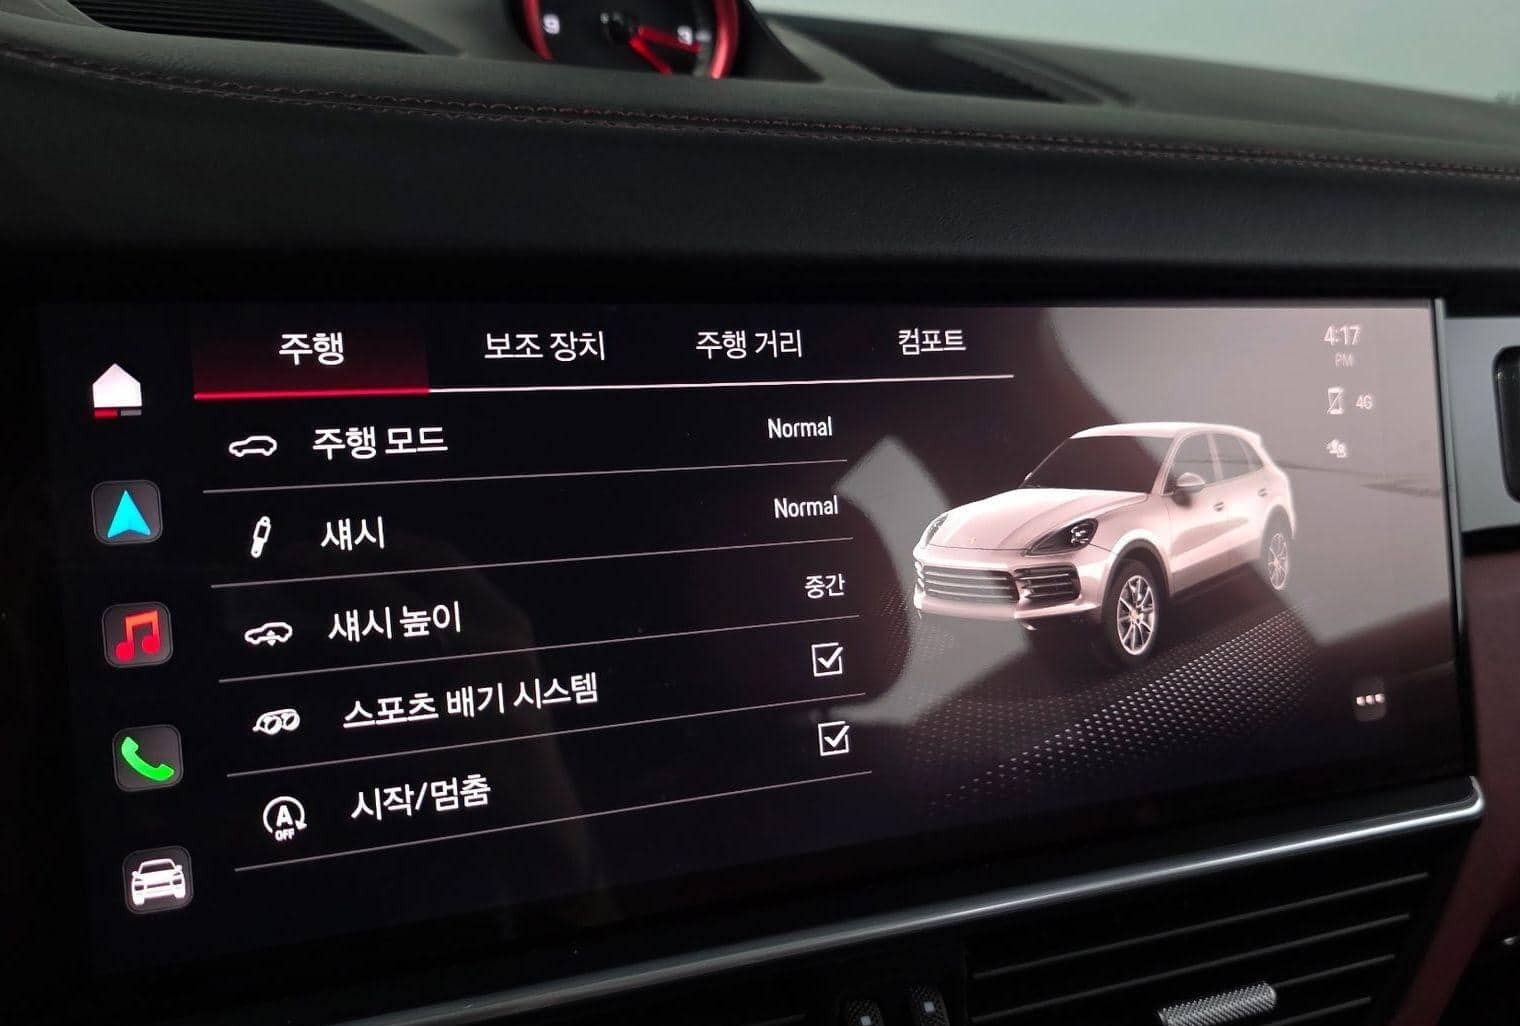 주행 보조 장치 주행 거리 컴포트
4:17
PM
4G
주행 모드 Normal
섀시 Normal
섀시 높이 중간
스포츠 배기 시스템
A OFF 시작/멈춤